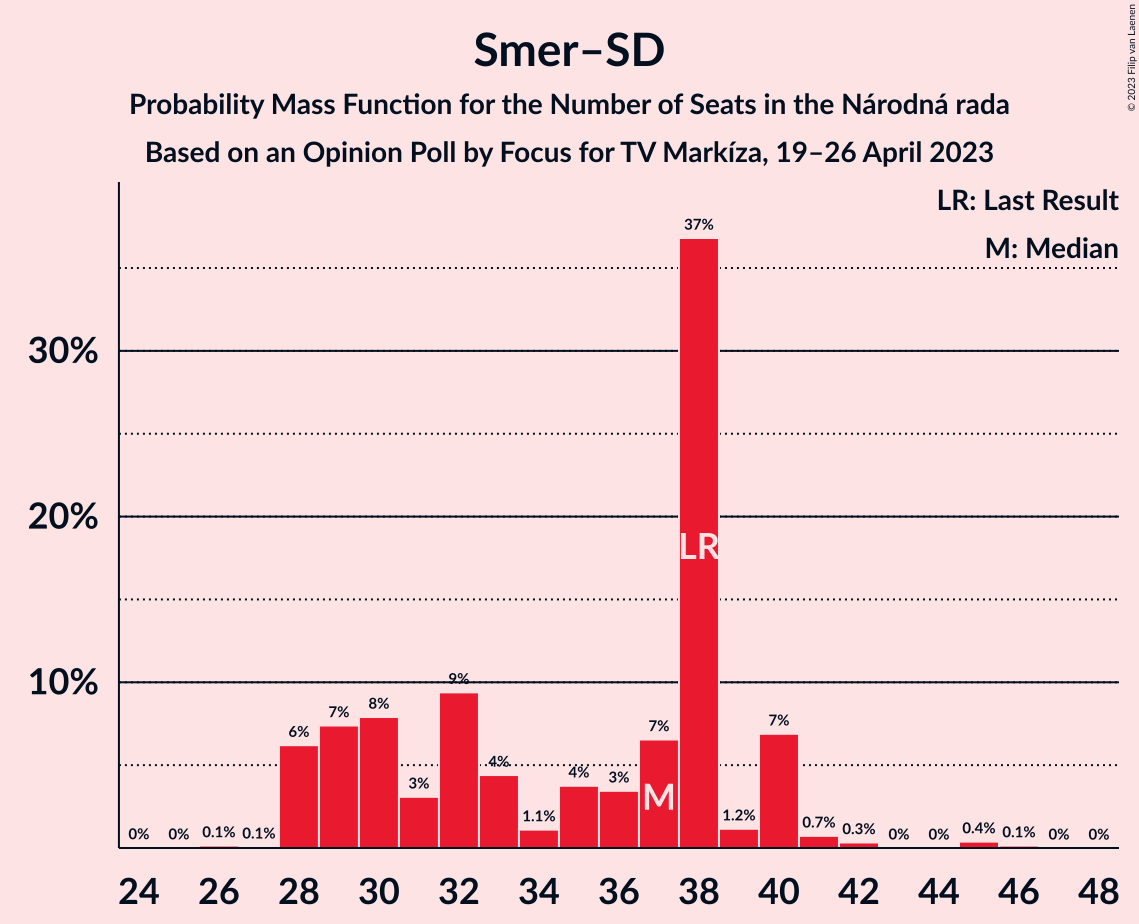 Smer–SD
Probability Mass Function for the Number of Seats in the Národná rada
Based on an Opinion Poll by Focus for TV Markíza, 19–26 April 2023
© 2023 Filip van Laenen
LR: Last Result
M: Median
30%
20%
10%
0% 0% 0.1% 0.1% 6% 7% 8% 3% 9% 4% 1.1% 4% 3% 7% 37% 1.2% 7% 0.7% 0.3% 0% 0% 0.4% 0.1% 0% 0%
LR
M
24 26 28 30 32 34 36 38 40 42 44 46 48